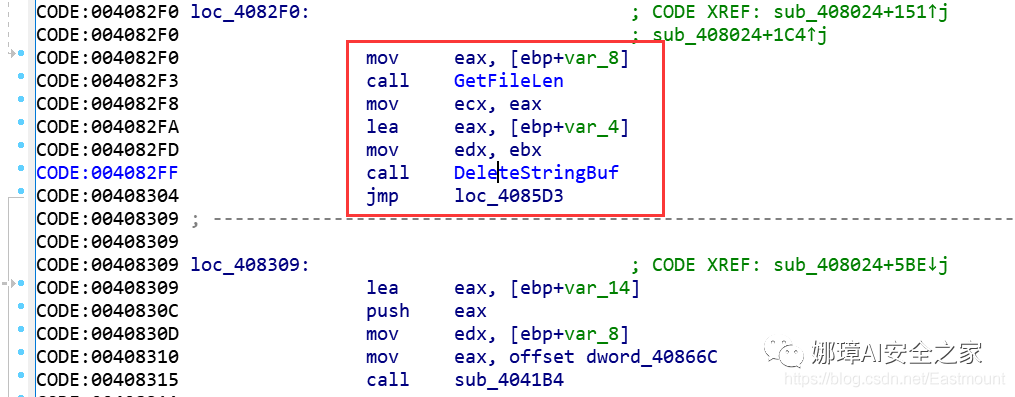 CODE:004082F0 loc_4082F0: ; CODE XREF: sub_408024+151↑j
CODE:004082F0 ; sub_408024+1C4↑j
CODE:004082F0 mov eax, [ebp+var_8]
CODE:004082F3 call GetFileLen
CODE:004082F8 mov ecx, eax
CODE:004082FA lea eax, [ebp+var_4]
CODE:004082FD mov edx, ebx
CODE:004082FF call DeleteStringBuf
CODE:00408304 jmp loc_4085D3
CODE:00408309 ; ---------------------------------------------------------------------------
CODE:00408309
CODE:00408309 loc_408309: ; CODE XREF: sub_408024+5BE↓j
CODE:00408309 lea eax, [ebp+var_14]
CODE:0040830C push eax
CODE:0040830D mov edx, [ebp+var_8]
CODE:00408310 mov eax, offset dword_40866C
CODE:00408315 call sub_4041B4
娜璋AI安全之家
https://blog.csdn.net/Eastmount